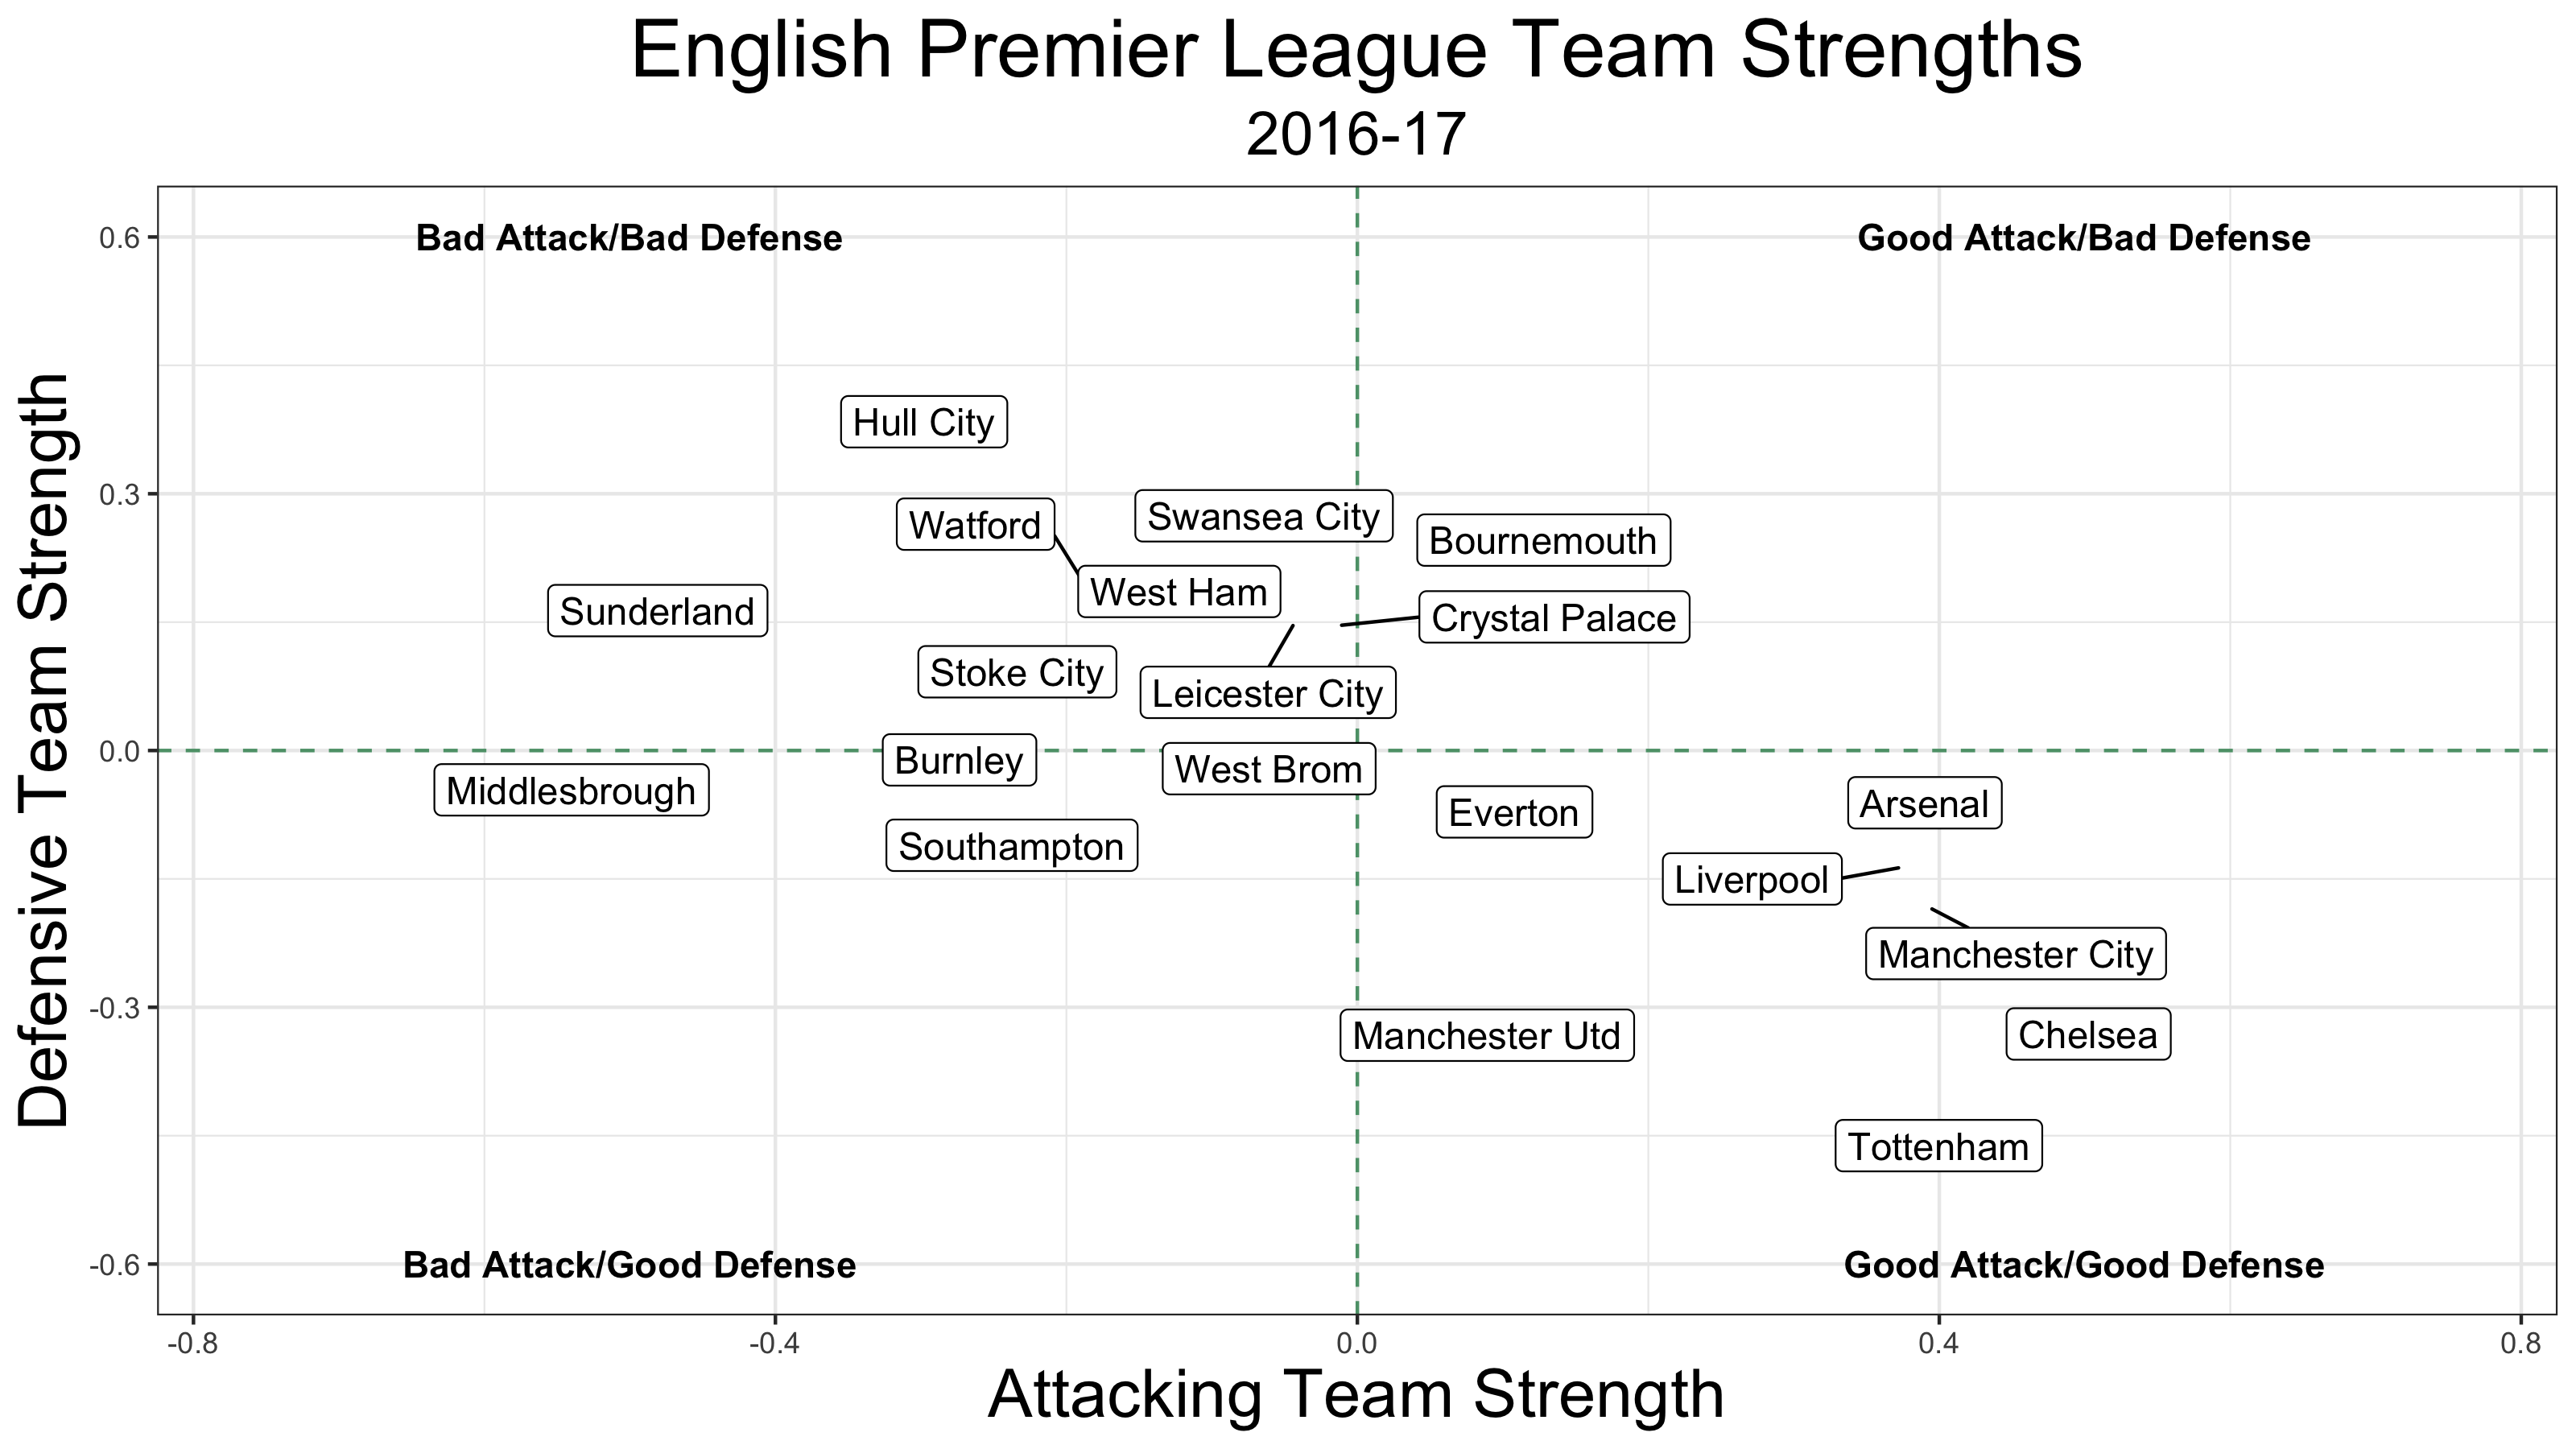 English Premier League Team Strengths
2016-17
Defensive Team Strength
0.6
0.3
0.0
-0.3
-0.6
Bad Attack/Bad Defense
Good Attack/Bad Defense
Hull City
Swansea City
Watford
Bournemouth
West Ham
Sunderland
Crystal Palace
Stoke City
Leicester City
Burnley
West Brom
Middlesbrough
Arsenal
Everton
Southampton
Liverpool
Manchester City
Manchester Utd
Chelsea
Tottenham
Bad Attack/Good Defense
Good Attack/Good Defense
-0.8
-0.4
0.0
0.4
0.8
Attacking Team Strength